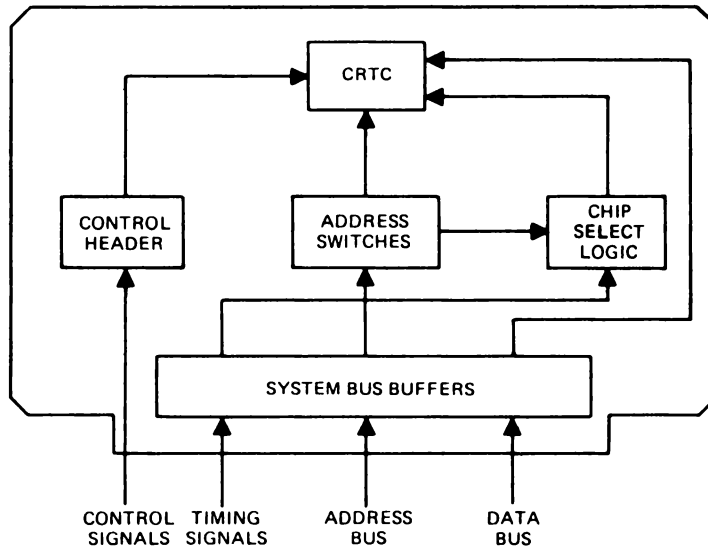 CRTC
CONTROL
HEADER
ADDRESS
SWITCHES
CHIP
SELECT
LOGIC
SYSTEM BUS BUFFERS
CONTROL
SIGNALS
TIMING
SIGNALS
ADDRESS
BUS
DATA
BUS